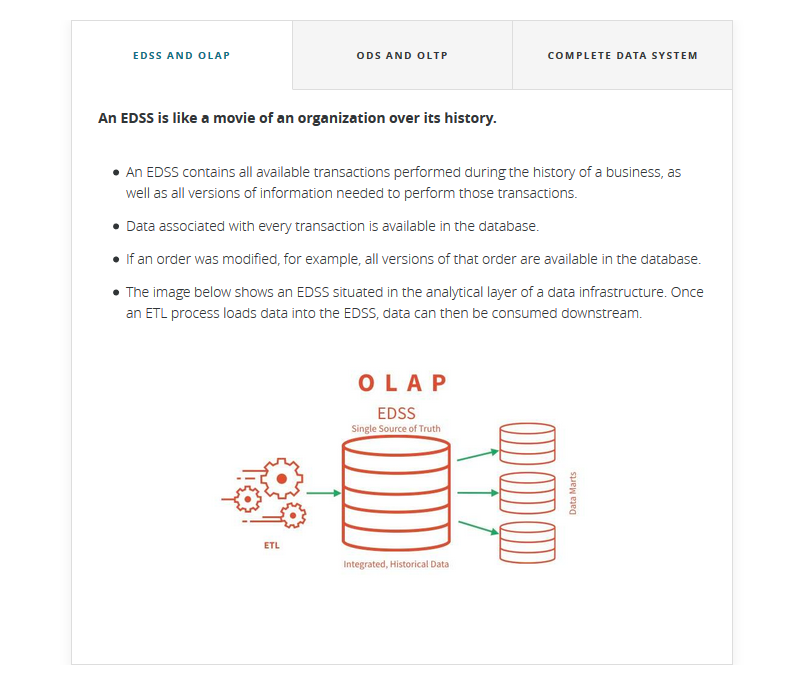 EDSS AND OLAP
ODS AND OLTP
COMPLETE DATA SYSTEM
An EDSS is like a movie of an organization over its history.
• An EDSS contains all available transactions performed during the history of a business, as
well as all versions of information needed to perform those transactions.
• Data associated with every transaction is available in the database.
• If an order was modified, for example, all versions of that order are available in the database.
• The image below shows an EDSS situated in the analytical layer of a data infrastructure. Once
an ETL process loads data into the EDSS, data can then be consumed downstream.
OLAP
EDSS
Single Source of Truth
ETL
Integrated, Historical Data
Data Marts